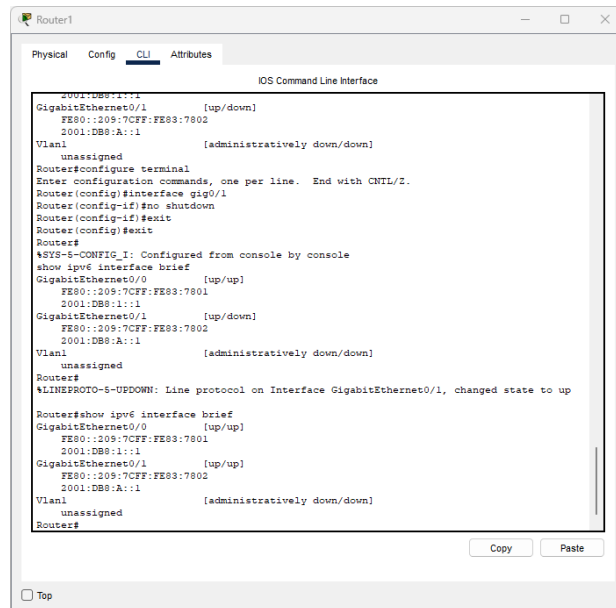 Router1
Physical Config CLI Attributes
IOS Command Line Interface
2001:DB8:1::1
GigabitEthernet0/1 [up/down]
FE80::209:7CFF:FE83:7802
2001:DB8:A::1
Vlan1 [administratively down/down]
unassigned
Router#configure terminal
Enter configuration commands, one per line. End with CNTL/Z.
Router(config)#interface gig0/1
Router(config-if)#no shutdown
Router(config-if)#exit
Router(config)#exit
Router#
%SYS-5-CONFIG_I: Configured from console by console
show ipv6 interface brief
GigabitEthernet0/0 [up/up]
FE80::209:7CFF:FE83:7801
2001:DB8:1::1
GigabitEthernet0/1 [up/down]
FE80::209:7CFF:FE83:7802
2001:DB8:A::1
Vlan1 [administratively down/down]
unassigned
Router#
%LINEPROTO-5-UPDOWN: Line protocol on Interface GigabitEthernet0/1, changed state to up
Router#show ipv6 interface brief
GigabitEthernet0/0 [up/up]
FE80::209:7CFF:FE83:7801
2001:DB8:1::1
GigabitEthernet0/1 [up/up]
FE80::209:7CFF:FE83:7802
2001:DB8:A::1
Vlan1 [administratively down/down]
unassigned
Router#
Copy Paste
Top